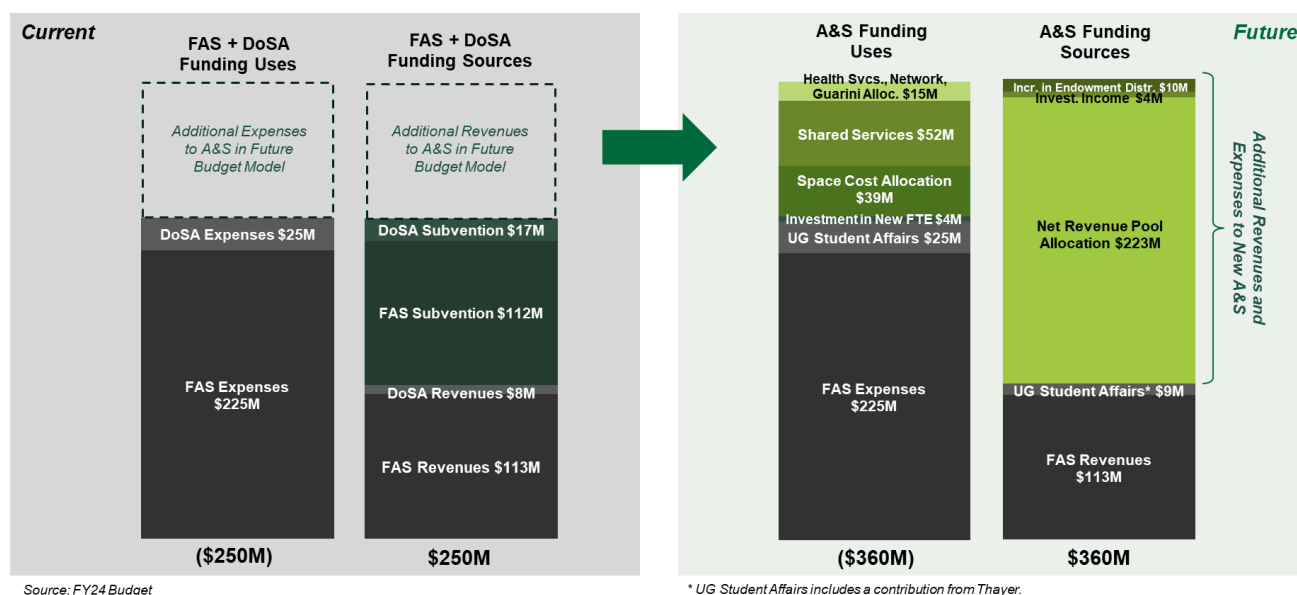 Current
FAS + DoSA
Funding Uses
FAS + DoSA
Funding Sources
Additional Expenses
to A&S in Future
Budget Model
Additional Revenues
to A&S in Future
Budget Model
DoSA Expenses $25M
DoSA Subvention $17M
FAS Subvention $112M
FAS Expenses
$225M
DoSA Revenues $8M
FAS Revenues $113M
($250M)
$250M
Source: FY24 Budget
Future
A&S Funding
Uses
A&S Funding
Sources
Health Svcs., Network,
Guarini Alloc. $15M
Shared Services $52M
Space Cost Allocation
$39M
Investment in New FTE $4M
UG Student Affairs $25M
FAS Expenses
$225M
Incr. in Endowment Distr. $10M
Invest. Income $4M
Net Revenue Pool
Allocation $223M
UG Student Affairs* $9M
FAS Revenues
$113M
Additional Revenues and
Expenses to New A&S
($360M)
$360M
* UG Student Affairs includes a contribution from Thayer.